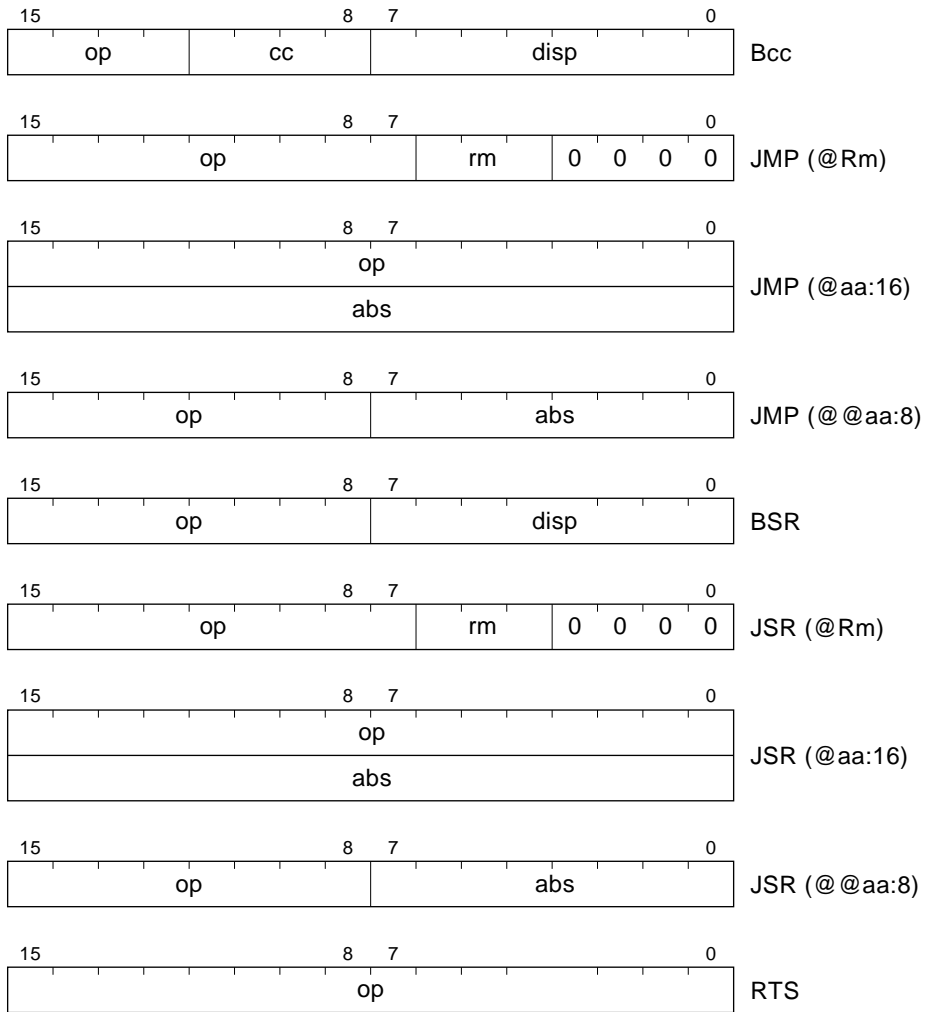 15 8 7 0
op cc disp Bcc
15 8 7 0
op rm 0 0 0 0 JMP (@Rm)
15 8 7 0
op
JMP (@aa:16)
abs
15 8 7 0
op abs JMP (@@aa:8)
15 8 7 0
op disp BSR
15 8 7 0
op rm 0 0 0 0 JSR (@Rm)
15 8 7 0
op
JSR (@aa:16)
abs
15 8 7 0
op abs JSR (@@aa:8)
15 8 7 0
op RTS